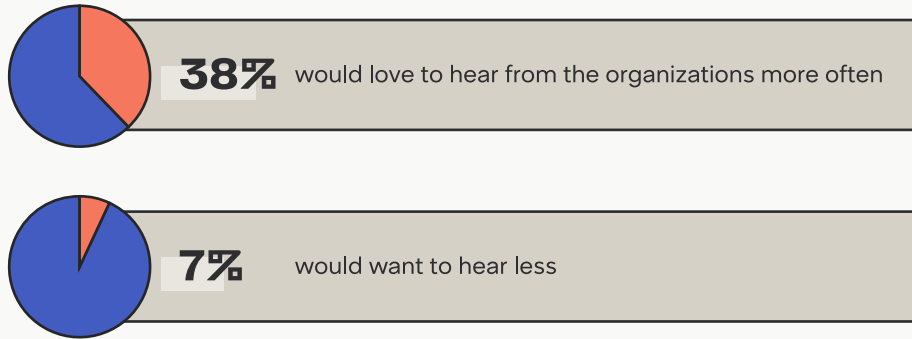 38% would love to hear from the organizations more often
7% would want to hear less